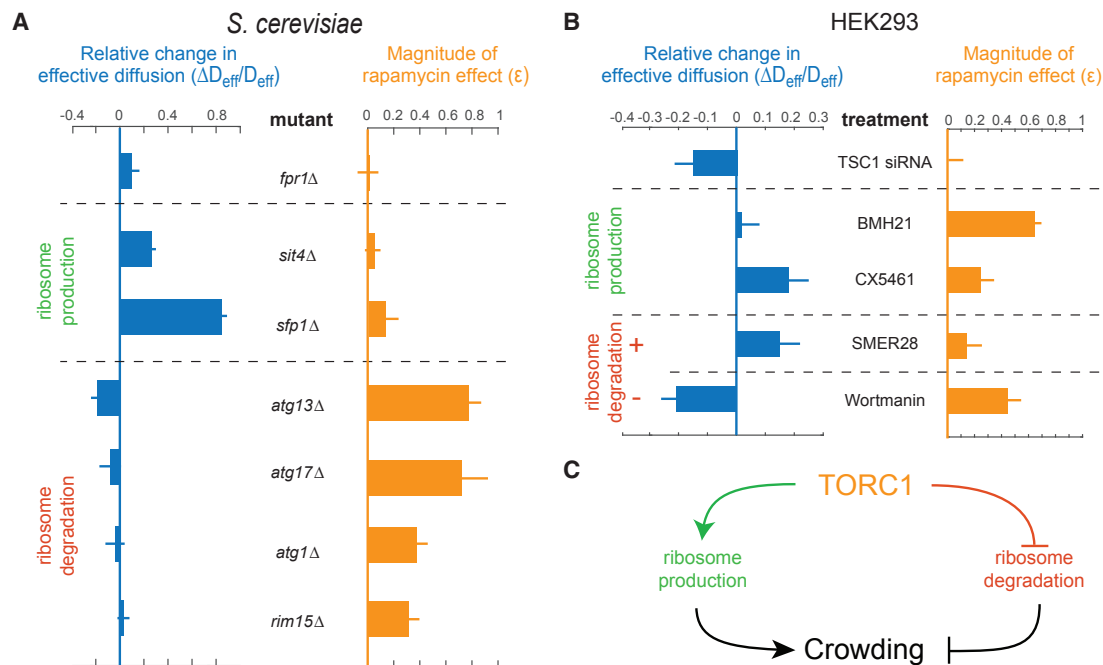 A
S. cerevisiae
Relative change in
effective diffusion (ΔDeff/Deff)
Magnitude of
rapamycin effect (ε)
-0.4 0 0.4 0.8
mutant
0 0.2 0.4 0.6 0.8 1
fpr1Δ
ribosome
production
sit4Δ
sfp1Δ
ribosome
degradation
atg13Δ
atg17Δ
atg1Δ
rim15Δ
B
HEK293
Relative change in
effective diffusion (ΔDeff/Deff)
Magnitude of
rapamycin effect (ε)
-0.4 -0.3 -0.2 -0.1 0 0.1 0.2 0.3
treatment
0 0.2 0.4 0.6 0.8 1
TSC1 siRNA
ribosome
production
BMH21
CX5461
ribosome
degradation
+
SMER28
-
Wortmanin
C
TORC1
ribosome
production
ribosome
degradation
Crowding